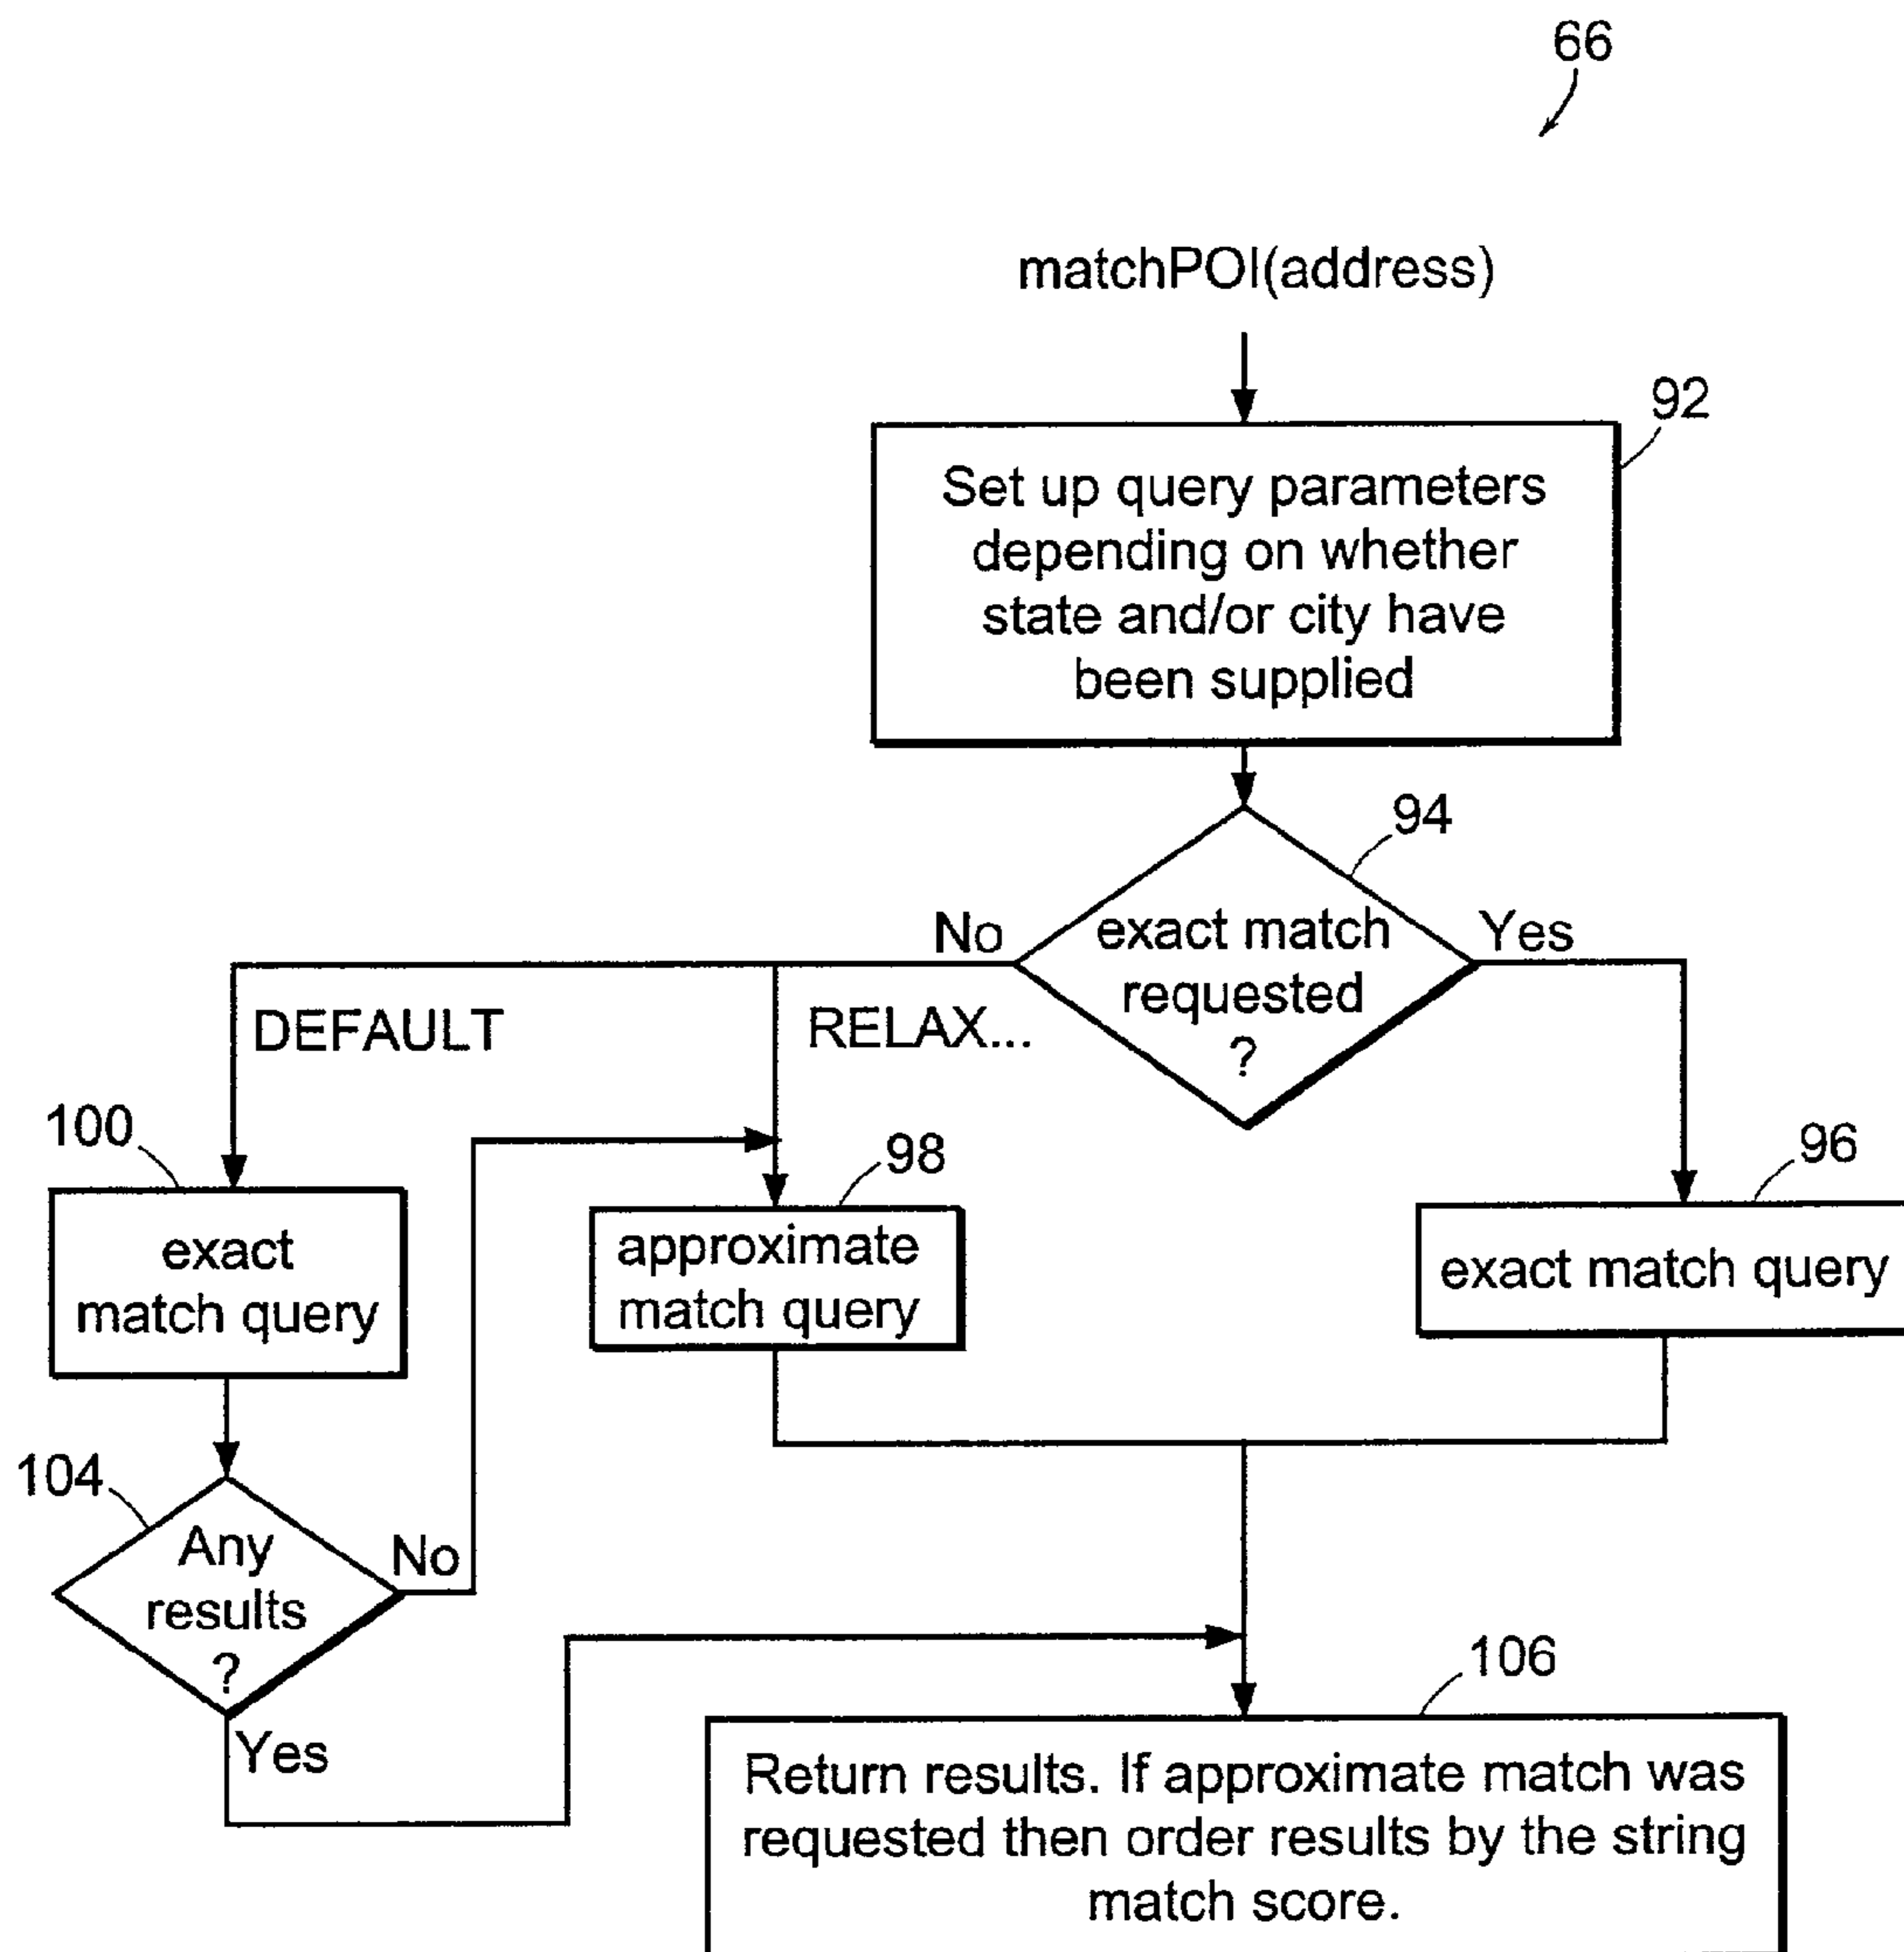 66
matchPOI(address)
92
Set up query parameters
depending on whether
state and/or city have
been supplied
94
No
exact match
requested
?
Yes
DEFAULT
RELAX...
100
98
96
exact
match query
approximate
match query
exact match query
104
Any
results
?
No
Yes
106
Return results. If approximate match was
requested then order results by the string
match score.